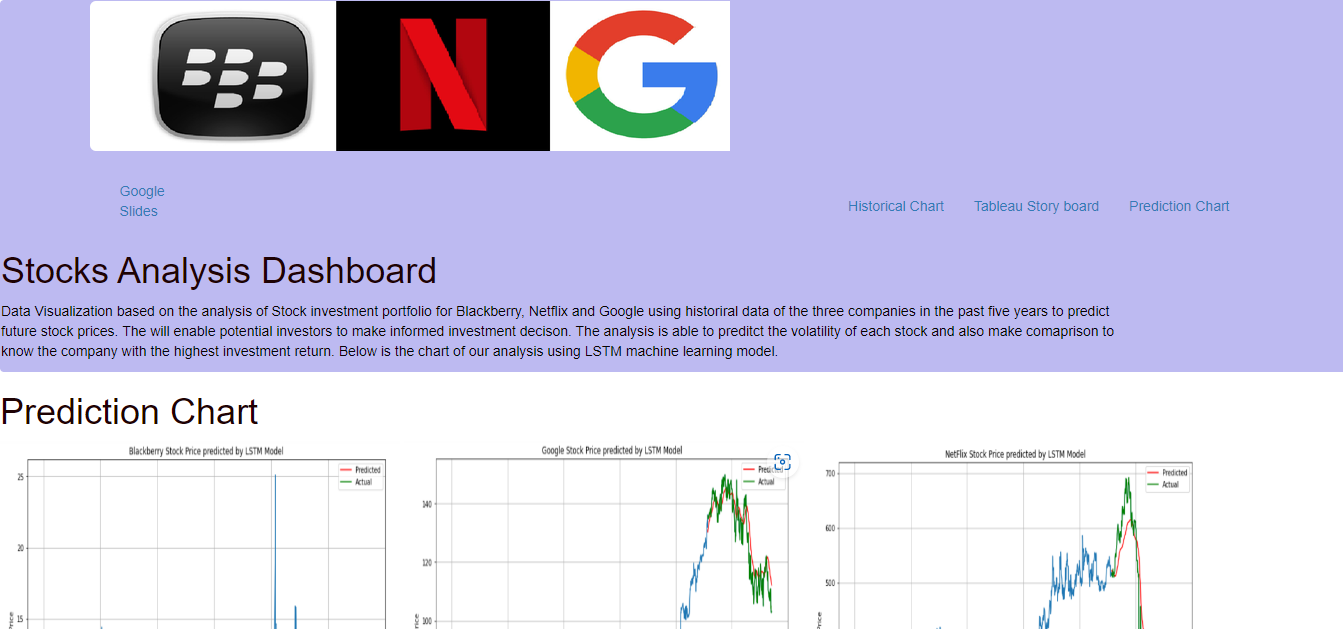 Google
Slides
Historical Chart
Tableau Story board
Prediction Chart
Stocks Analysis Dashboard
Data Visualization based on the analysis of Stock investment portfolio for Blackberry, Netflix and Google using historiral data of the three companies in the past five years to predict
future stock prices. The will enable potential investors to make informed investment decison. The analysis is able to preditct the volatility of each stock and also make comaprison to
know the company with the highest investment return. Below is the chart of our analysis using LSTM machine learning model.
Prediction Chart
Blackberry Stock Price predicted by LSTM Model
Predicted
Actual
25
20
15
Google Stock Price predicted by LSTM Model
Actual
140
120
100
NetFlix Stock Price predicted by LSTM Model
Predicted
Actual
700
600
500